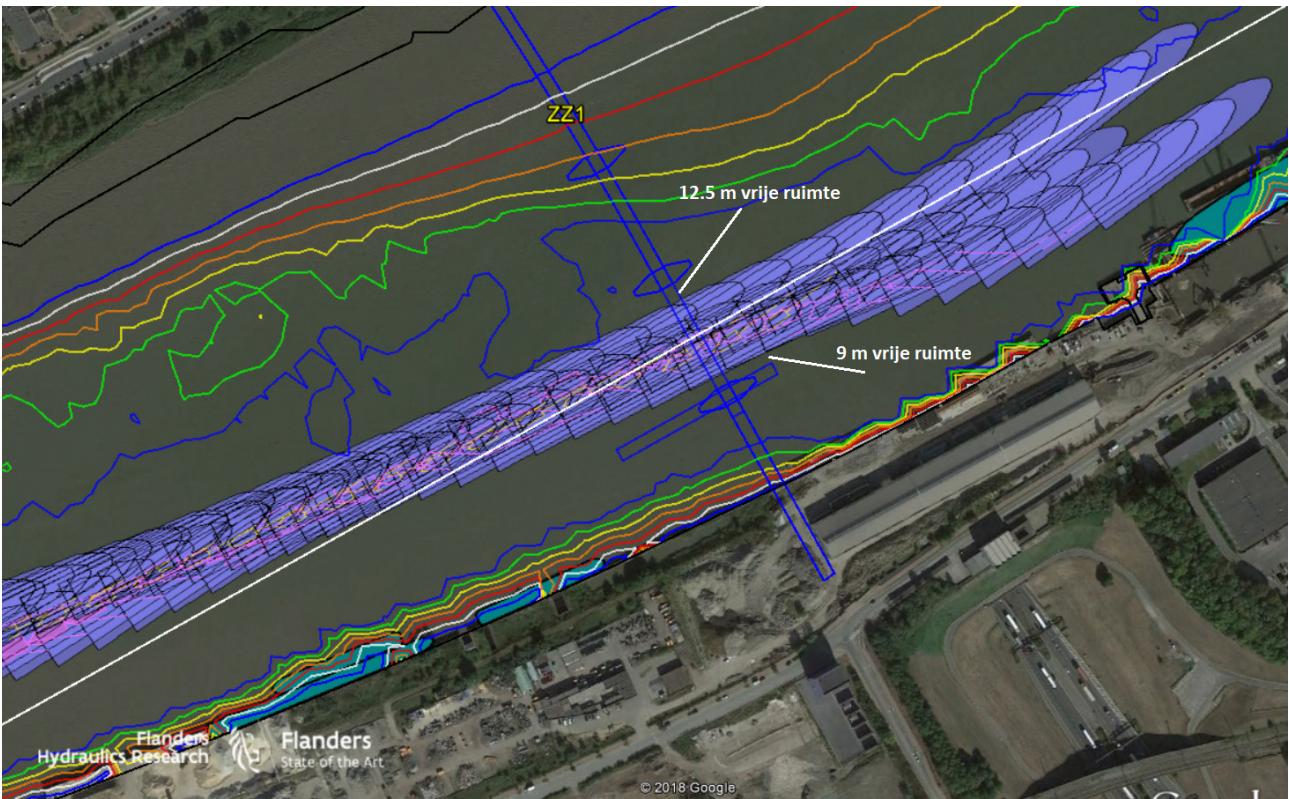 ZZ1
12.5 m vrije ruimte
9 m vrije ruimte
Flanders
Hydraulics Research
Flanders
State of the Art
© 2018 Google